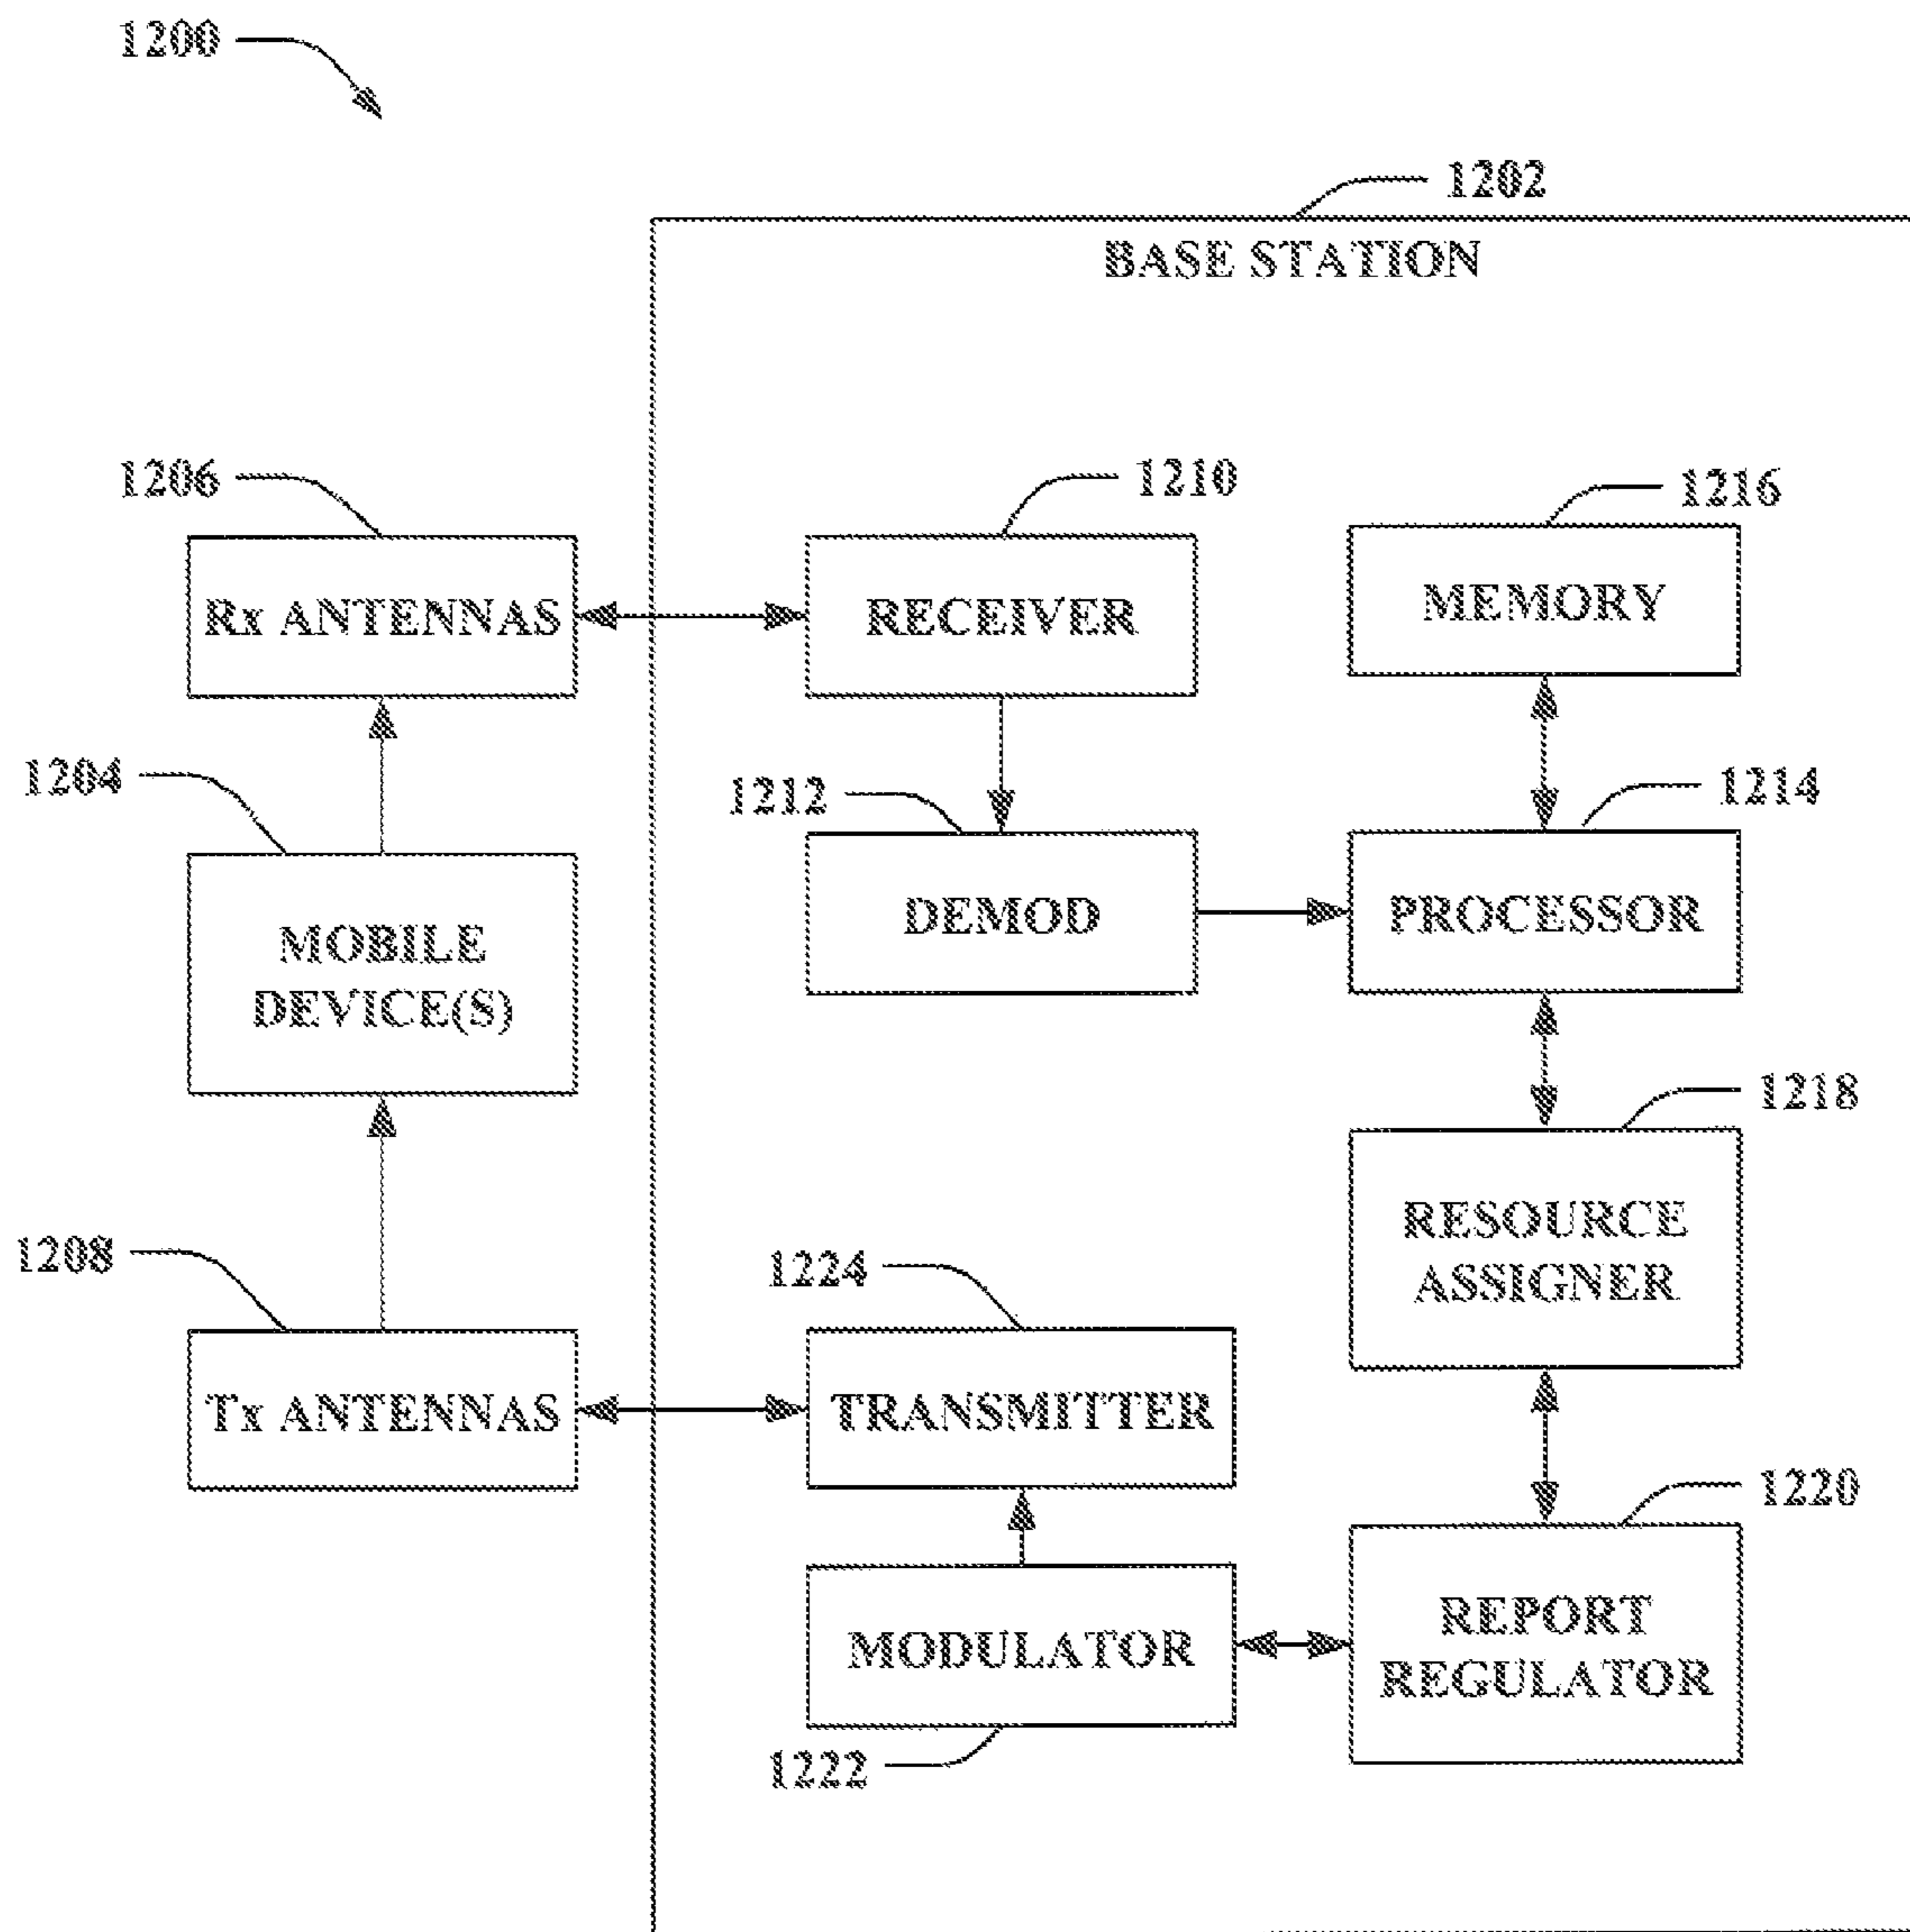 1200
1202
BASE STATION
1206
1210
1216
Rx ANTENNAS
RECEIVER
MEMORY
1204
1212
1214
MOBILE
DEVICE(S)
DEMOD
PROCESSOR
1218
1208
1224
RESOURCE
ASSIGNER
Tx ANTENNAS
TRANSMITTER
1220
MODULATOR
REPORT
REGULATOR
1222